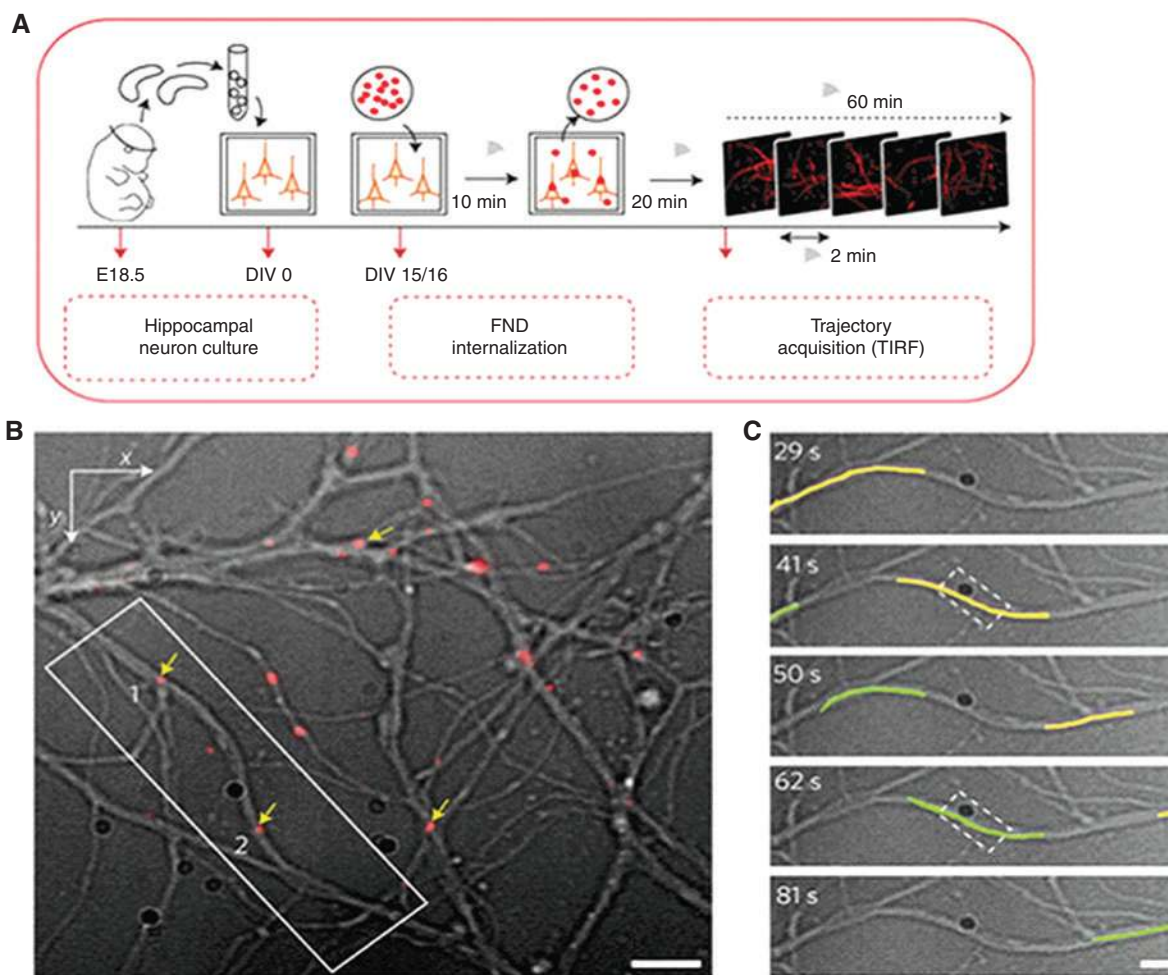 A
60 min
10 min
20 min
2 min
E18.5
DIV 0
DIV 15/16
Hippocampal
neuron culture
FND
internalization
Trajectory
acquisition (TIRF)
B
x
y
1
2
C
29 s
41 s
50 s
62 s
81 s